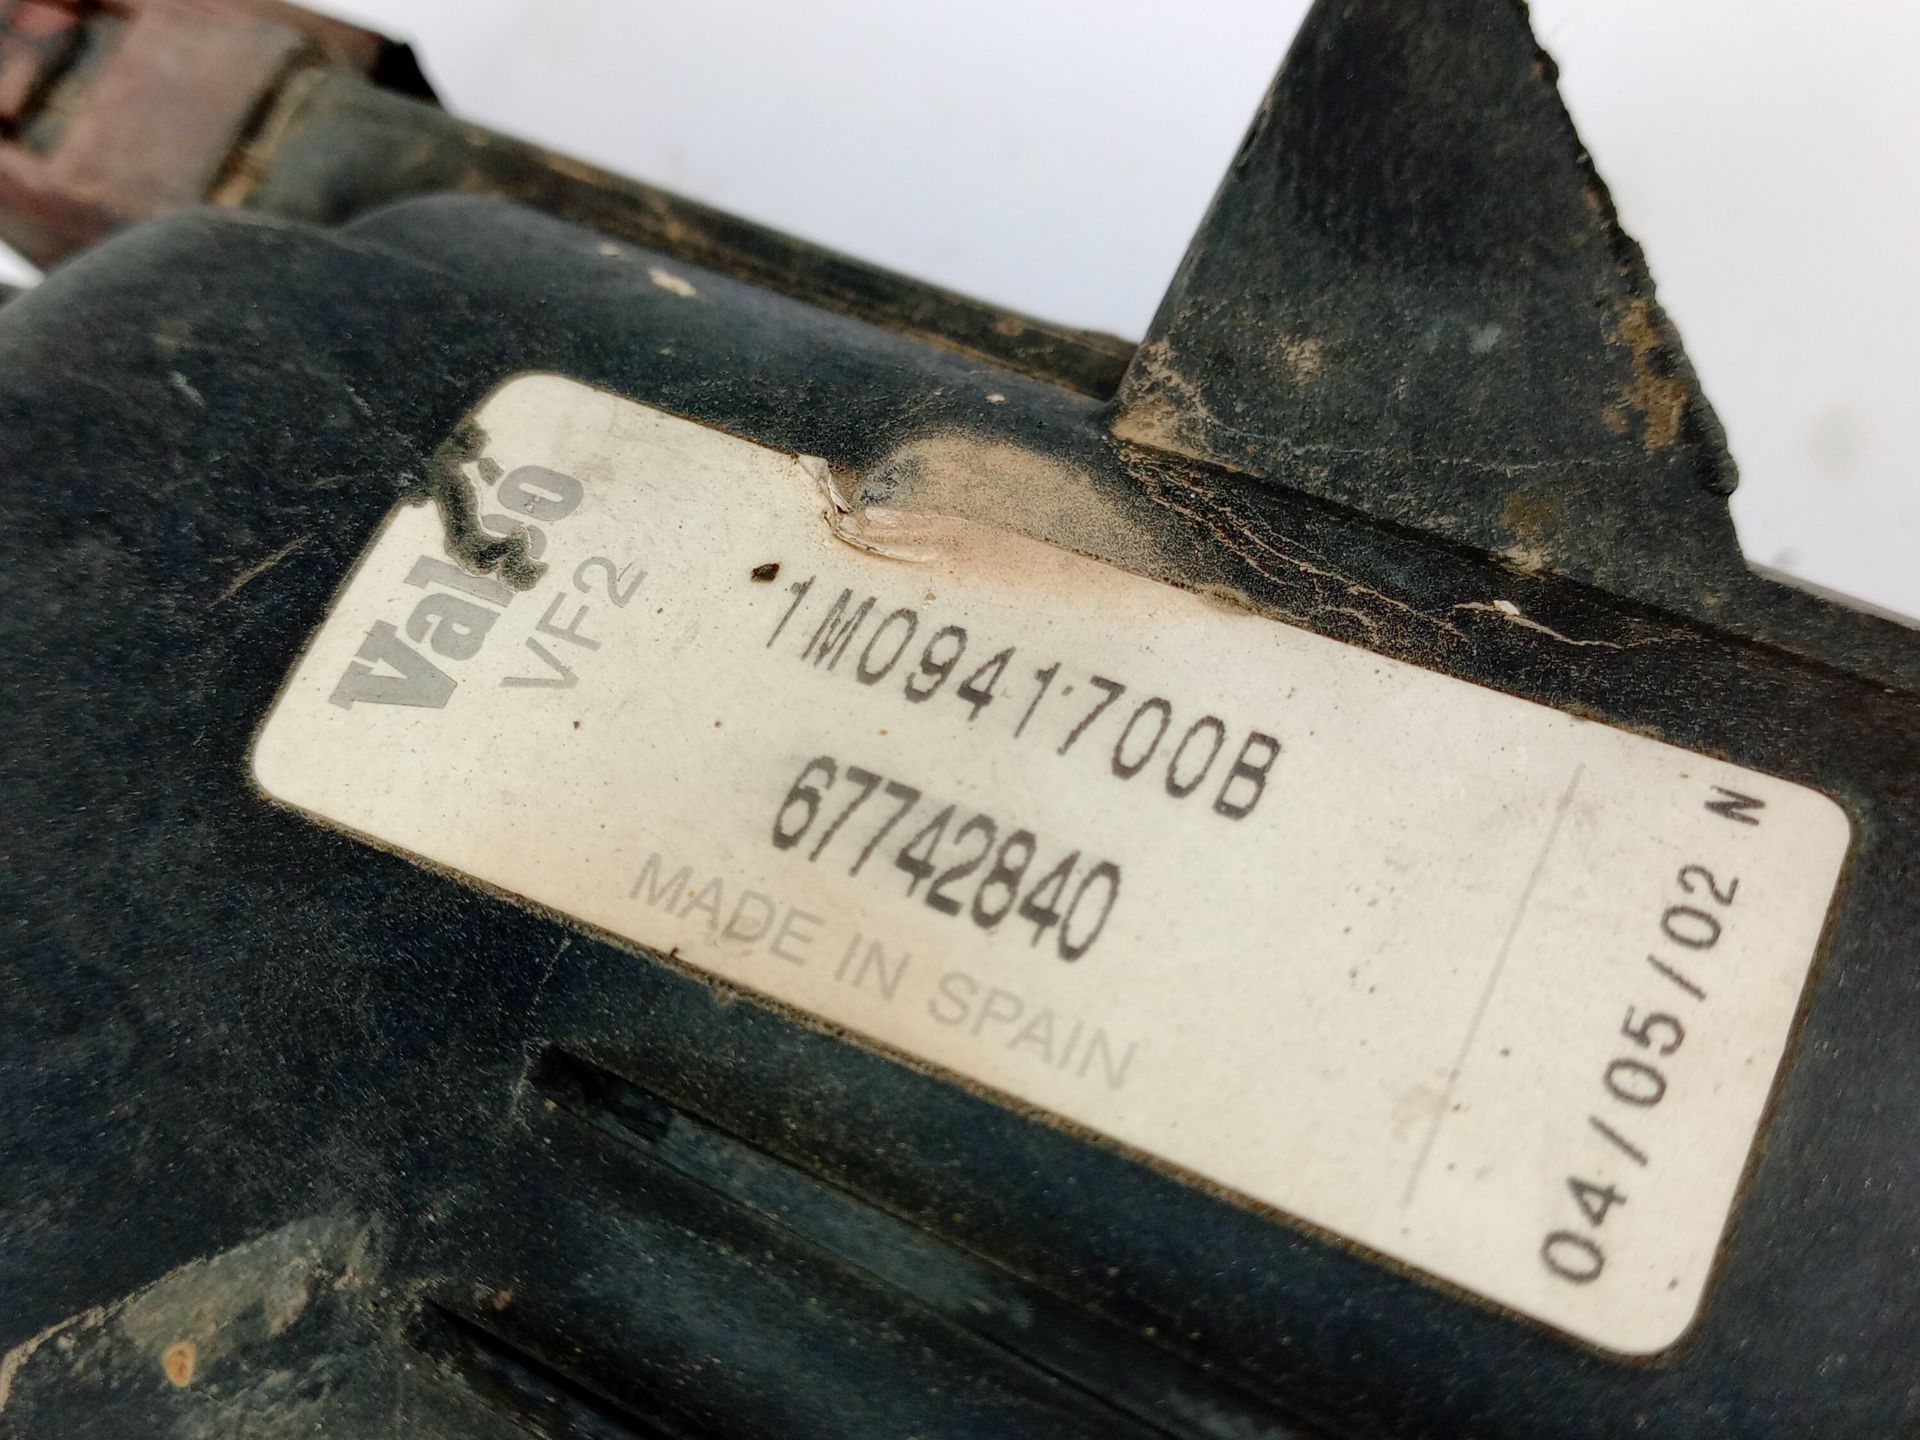 Valeo
VF2
1M0941700B
67742840
MADE IN SPAIN
04/05/02 N